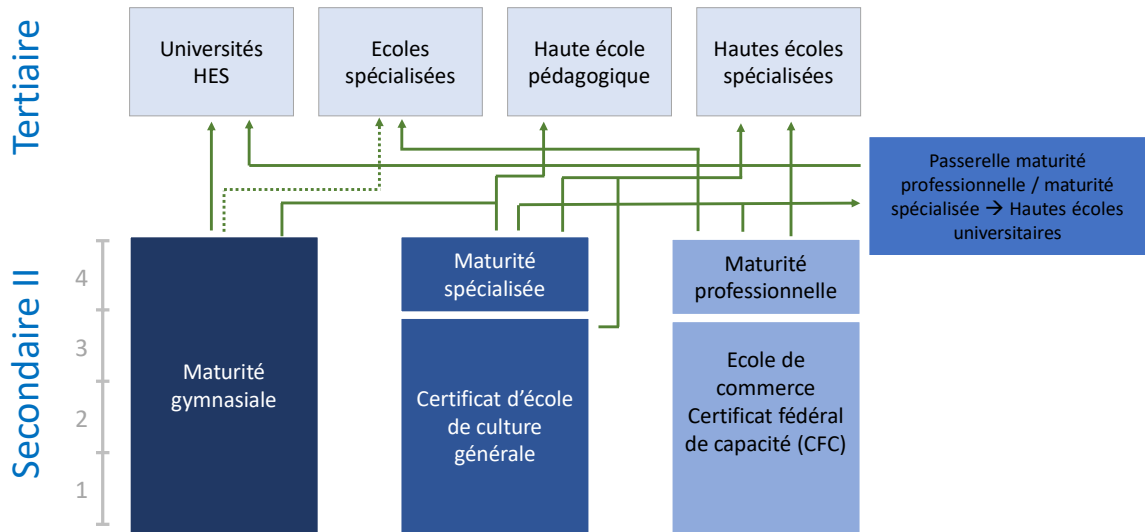 Tertiaire
Universités
HES
Ecoles
spécialisées
Haute école
pédagogique
Hautes écoles
spécialisées
Passerelle maturité
professionnelle / maturité
spécialisée → Hautes écoles
universitaires
Secondaire II
4
3
2
1
Maturité
gymnasiale
Maturité
spécialisée
Certificat d’école
de culture
générale
Maturité
professionnelle
Ecole de
commerce
Certificat fédéral
de capacité (CFC)